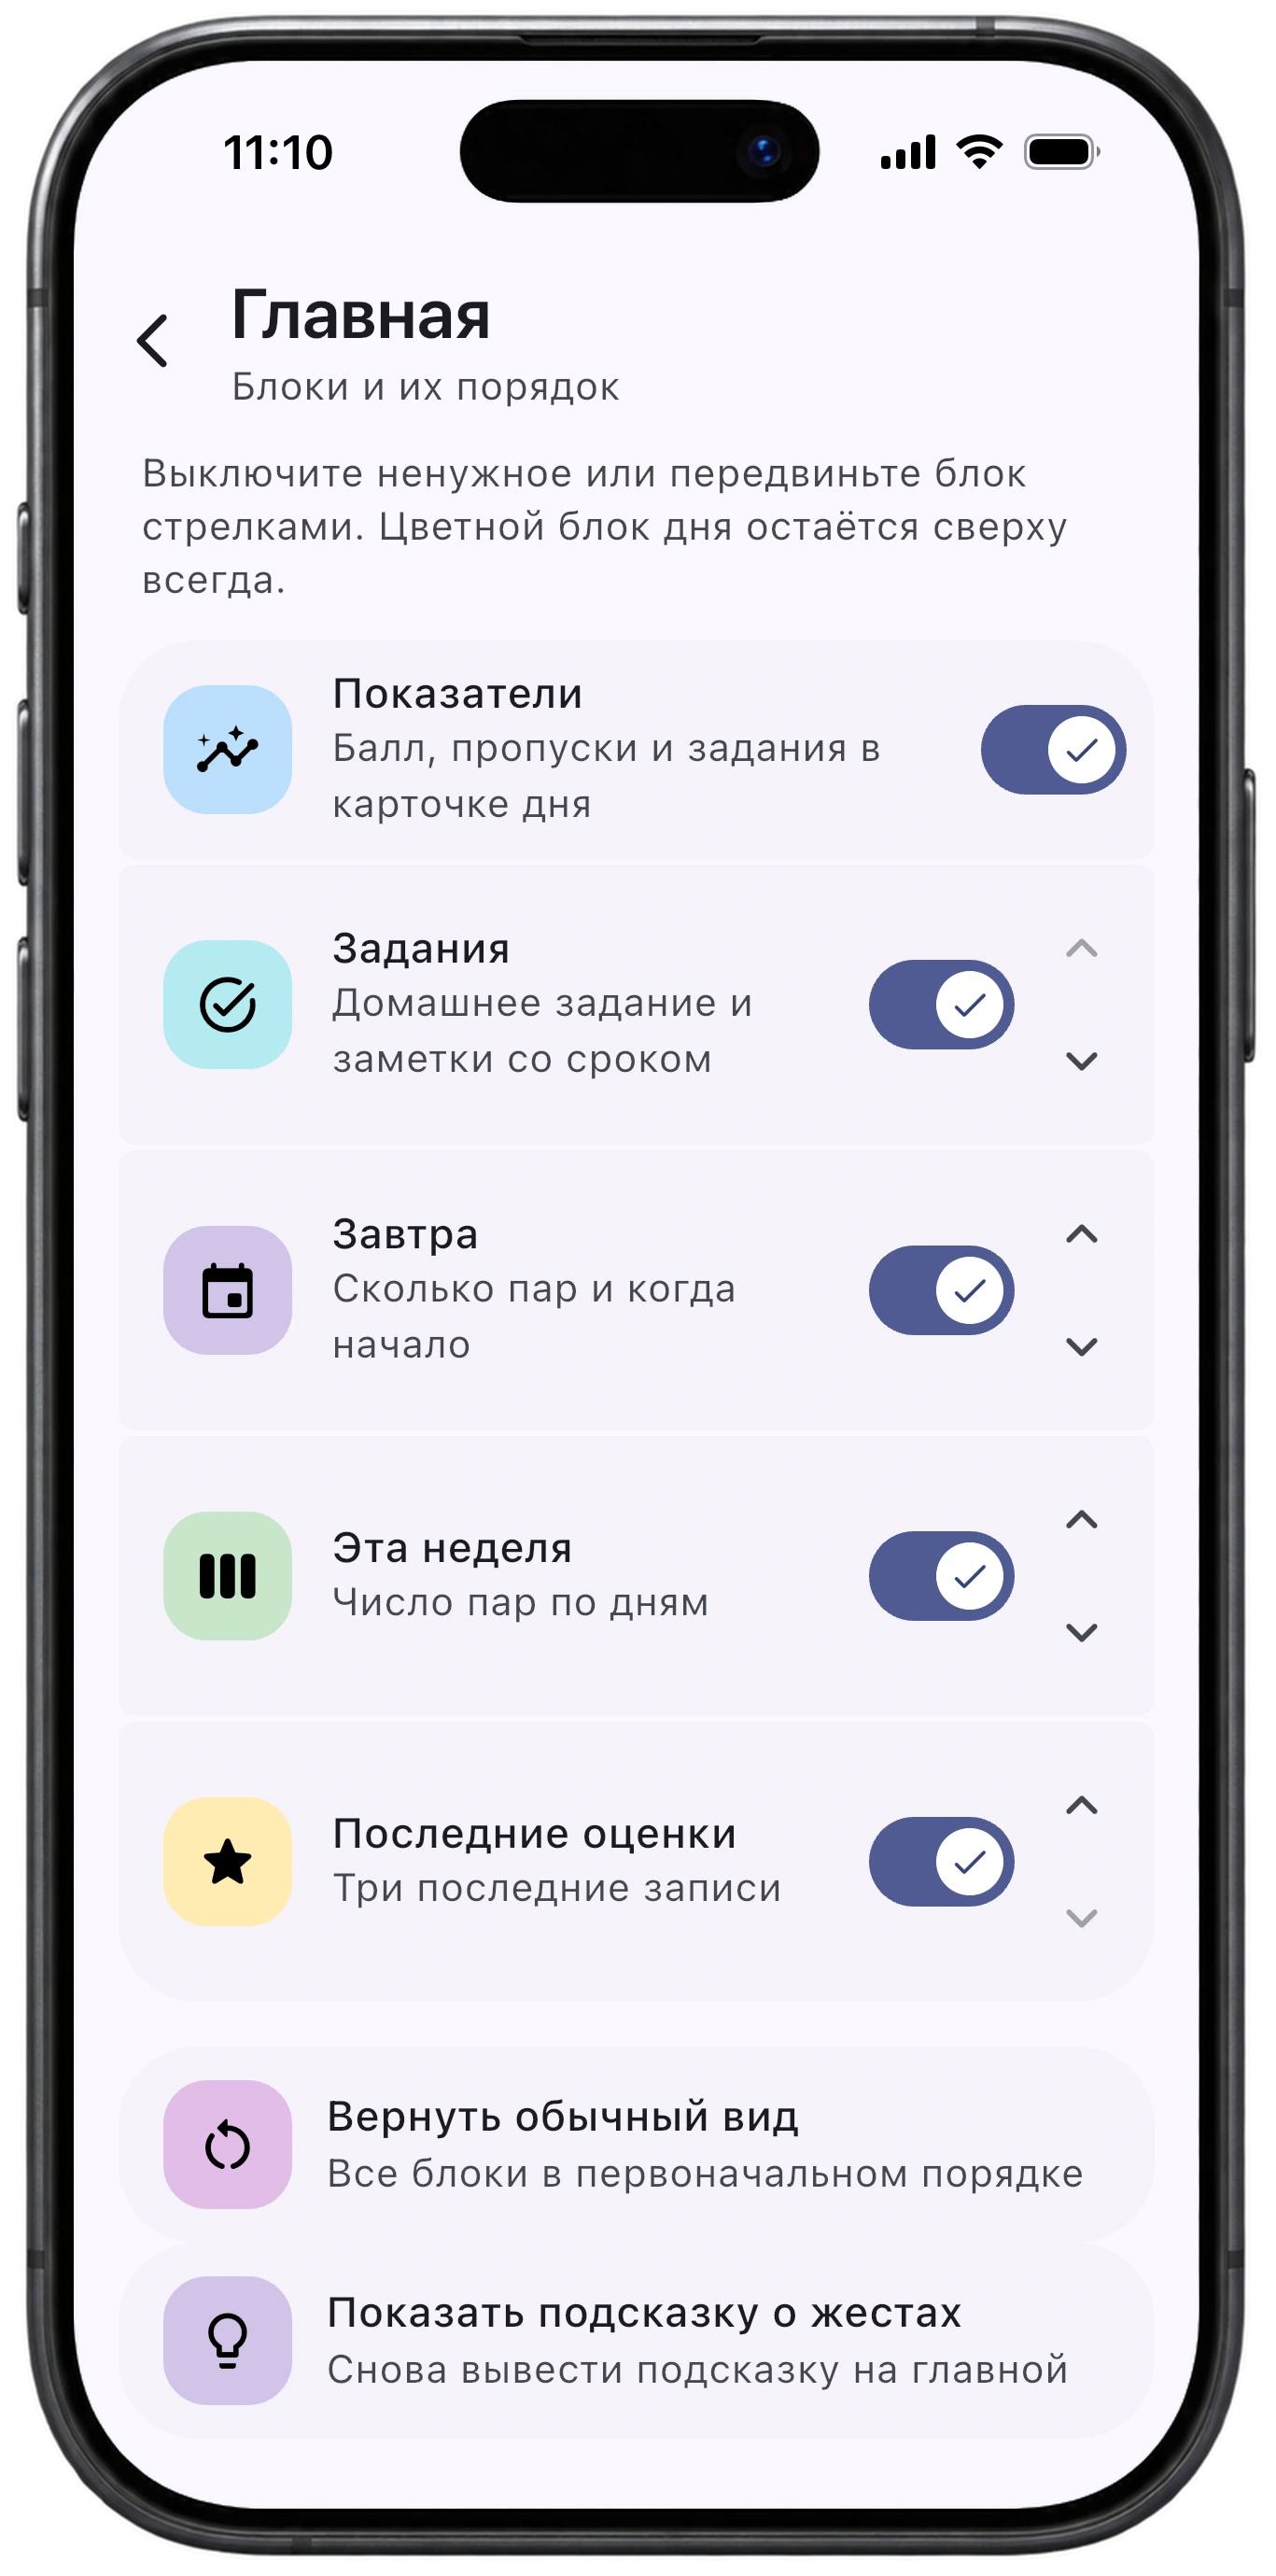 11:10
Главная
Блоки и их порядок
Выключите ненужное или передвиньте блок
стрелками. Цветной блок дня остаётся сверху
всегда.
Показатели
Балл, пропуски и задания в
карточке дня
Задания
Домашнее задание и
заметки со сроком
Завтра
Сколько пар и когда
начало
Эта неделя
Число пар по дням
Последние оценки
Три последние записи
Вернуть обычный вид
Все блоки в первоначальном порядке
Показать подсказку о жестах
Снова вывести подсказку на главной